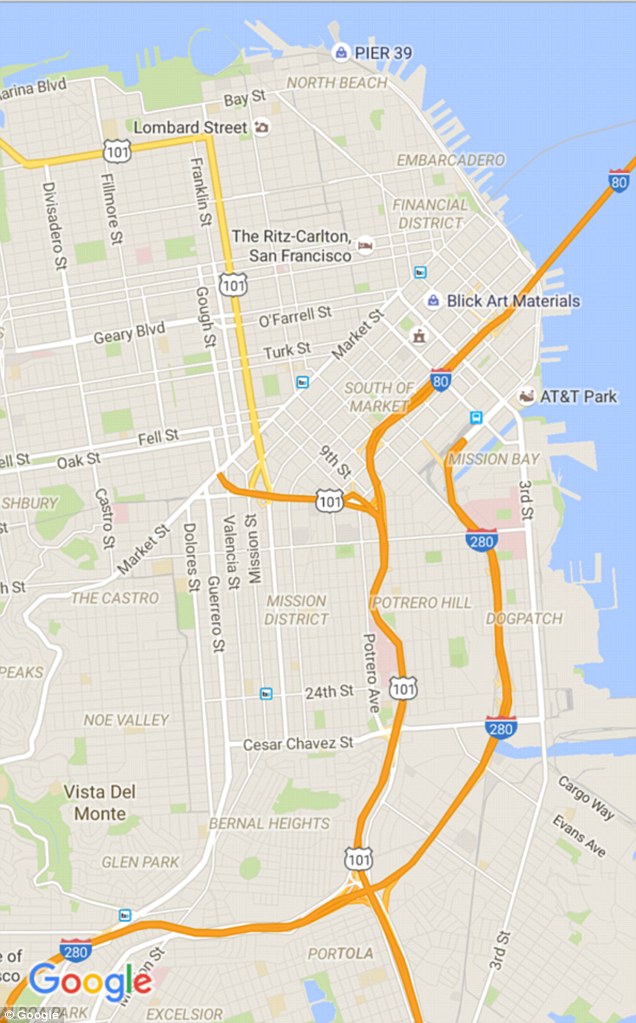 PIER 39
NORTH BEACH
arina Blvd
Bay St
Lombard Street
101
EMBARCADERO
80
Divisadero St
Fillmore St
Franklin St
FINANCIAL
DISTRICT
The Ritz-Carlton,
San Francisco
101
Blick Art Materials
Gough St
O'Farrell St
Market St
Geary Blvd
Turk St
80
SOUTH OF
MARKET
AT&T Park
Fell St
ell St
Oak St
9th St
MISSION BAY
SHBURY
Castro St
101
3rd St
Market St
Dolores St
Valencia St
Mission St
280
h St
THE CASTRO
Guerrero St
MISSION
DISTRICT
POTRERO HILL
DOGPATCH
PEAKS
Potrero Ave
24th St
101
NOE VALLEY
280
Cesar Chavez St
Vista Del
Monte
Cargo Way
BERNAL HEIGHTS
Evans Ave
GLEN PARK
101
280
e of
sco
PORTOLA
3rd St
Google
EXCELSIOR
PARK
© Google